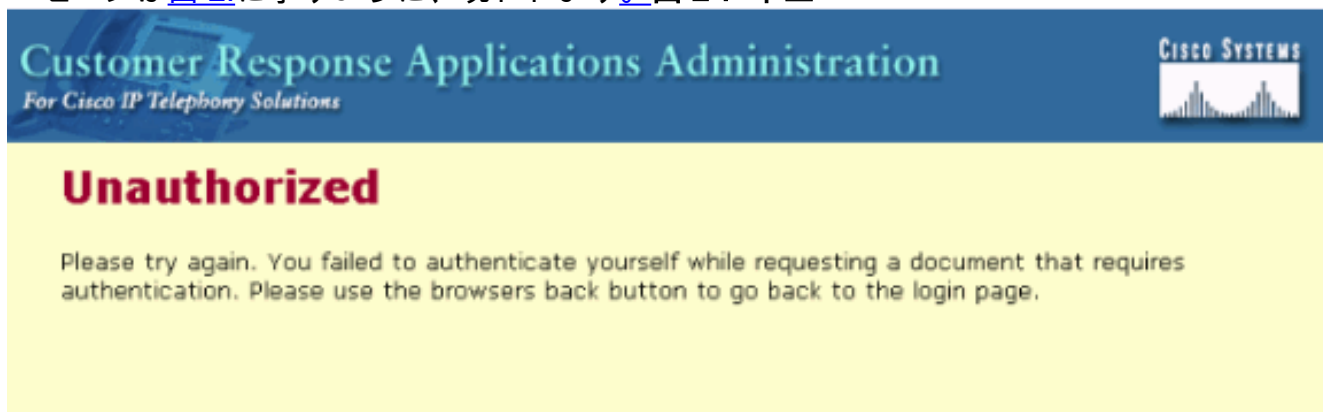 Customer Response Applications Administration
For Cisco IP Telephony Solutions
CISCO SYSTEMS
Unauthorized
Please try again. You failed to authenticate yourself while requesting a document that requires
authentication. Please use the browsers back button to go back to the login page.